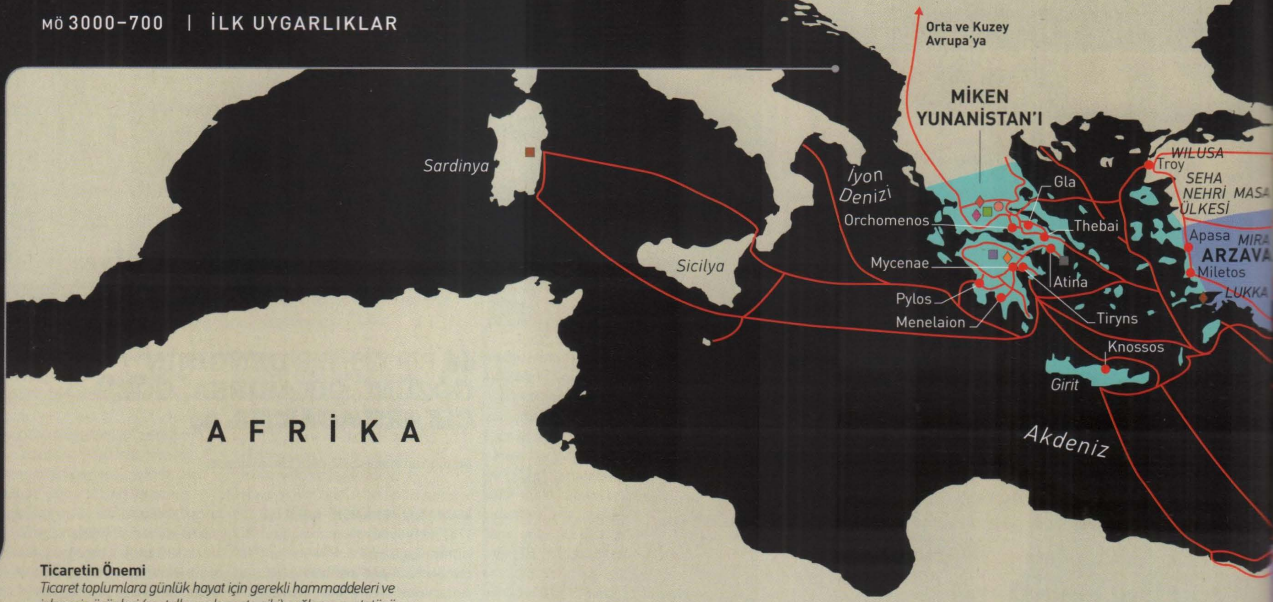 MÖ 3000–700 | İLK UYGARLIKLAR
Orta ve Kuzey
Avrupa'ya
MİKEN
YUNANİSTAN'I
Sardinya
İyon
Denizi
Gla
WILUSA
Troy
SEHA
NEHRİ MASA
ÜLKESİ
Orchomenos
Thebai
Apasa MIRA
ARZAVA
Sicilya
Mycenae
Atina
Miletos
LUKKA
Pylos
Menelaion
Tiryns
Knossos
Girit
AFRİKA
Akdeniz
Ticaretin Önemi
Ticaret toplumlara günlük hayat için gerekli hammaddeleri ve